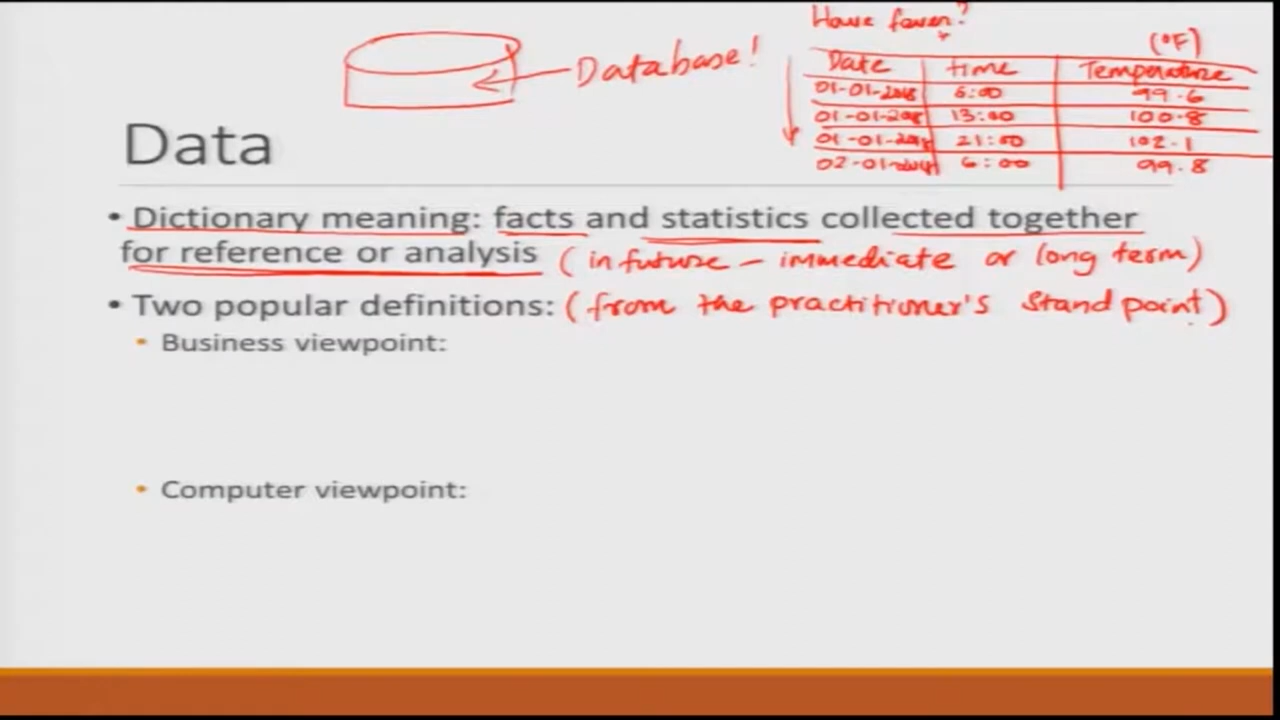 Have fever?
(°F)
Database!
Date time Temperature
01-01-2018 6:00 99.6
01-01-2018 13:00 100.8
01-01-2018 21:00 102.1
6:00 99.8
Data
• Dictionary meaning: facts and statistics collected together
for reference or analysis (in future – immediate or long term)
• Two popular definitions: (from the practitioner's Stand point)
• Business viewpoint:
• Computer viewpoint: